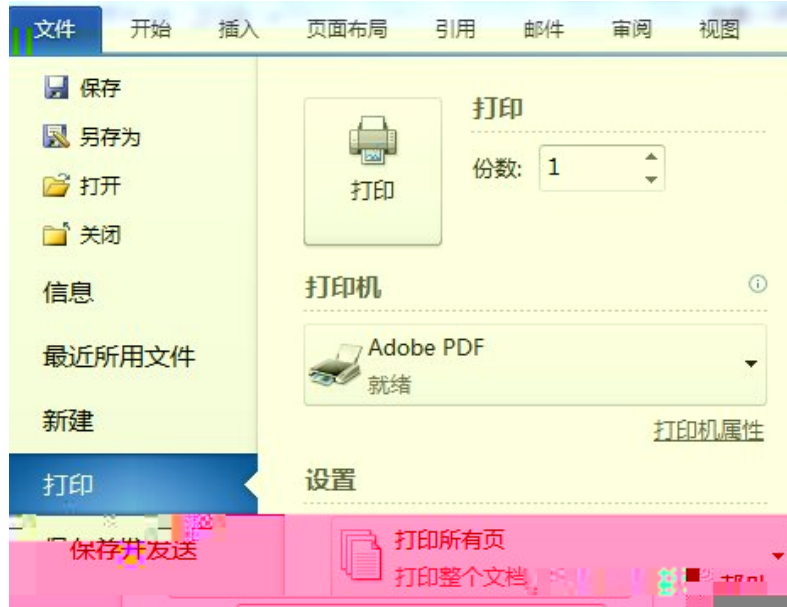 文件 开始 插入 页面布局 引用 邮件 审阅 视图
保存
另存为
打开
关闭
信息
最近所用文件
新建
打印
保存并发送
打印
打印
份数: 1
打印机
Adobe PDF
就绪
打印机属性
设置
打印所有页
打印整个文档